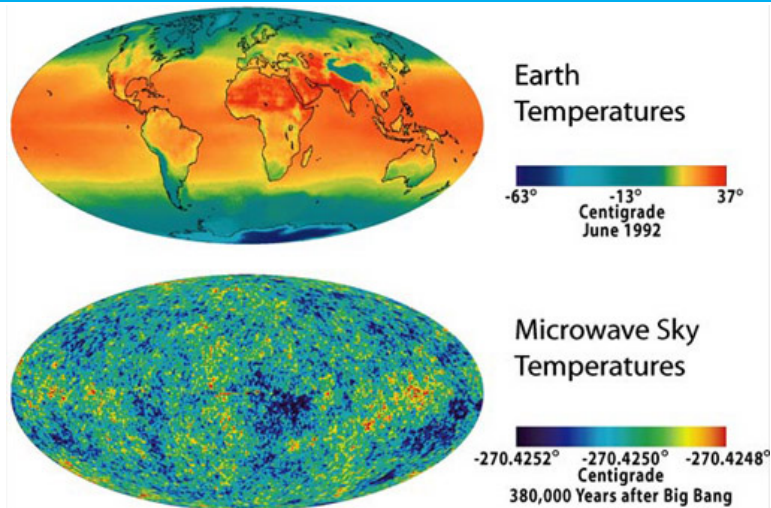 Earth
Temperatures
-63° -13° 37°
Centigrade
June 1992
Microwave Sky
Temperatures
-270.4252° -270.4250° -270.4248°
Centigrade
380,000 Years after Big Bang